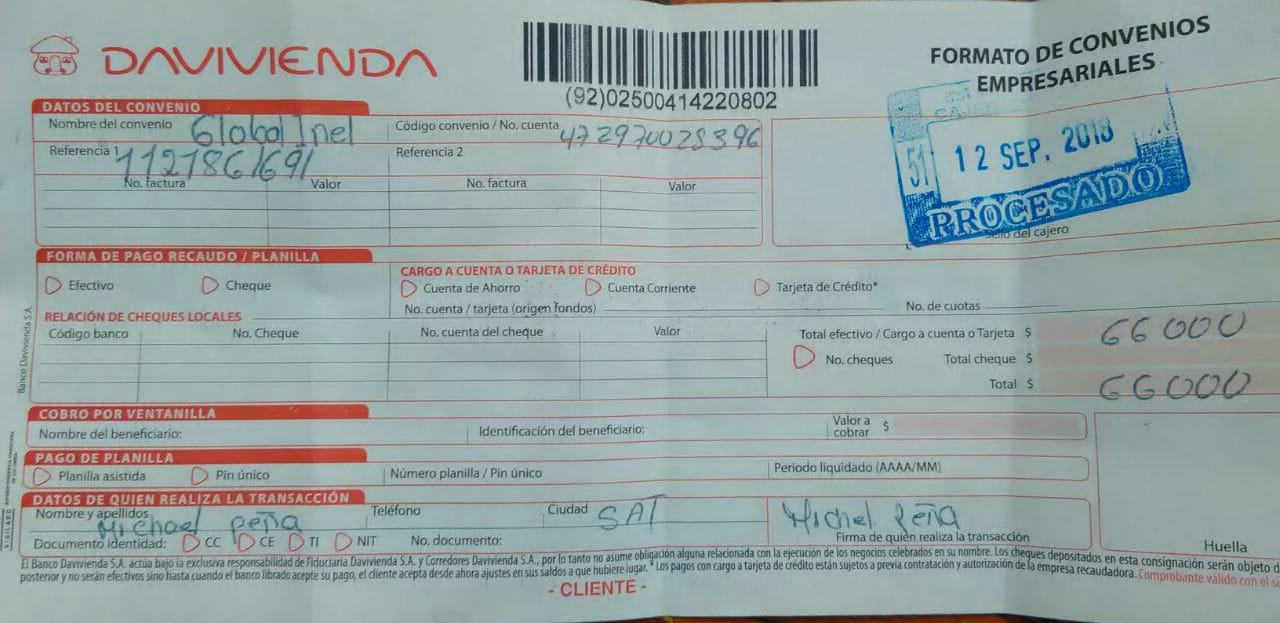 DAVIVIENDA
(92)02500414220802
FORMATO DE CONVENIOS
EMPRESARIALES
DATOS DEL CONVENIO
Nombre del convenio Global Inel Código convenio / No. cuenta 472970028396
Referencia 1 112786/691 Referencia 2
No. factura Valor No. factura Valor
51 12 SEP. 2018
PROCESADO
del cajero
FORMA DE PAGO RECAUDO / PLANILLA
CARGO A CUENTA O TARJETA DE CRÉDITO
Efectivo Cheque Cuenta de Ahorro Cuenta Corriente Tarjeta de Crédito*
No. cuenta / tarjeta (origen fondos) No. de cuotas
RELACIÓN DE CHEQUES LOCALES
Código banco No. Cheque No. cuenta del cheque Valor
Total efectivo / Cargo a cuenta o Tarjeta $ 66000
No. cheques Total cheque $
Total $ 66000
Banco Davivienda S.A.
COBRO POR VENTANILLA
Nombre del beneficiario: Identificación del beneficiario: Valor a cobrar $
PAGO DE PLANILLA
Planilla asistida Pin único Número planilla / Pin único Periodo liquidado (AAAA/MM)
DATOS DE QUIEN REALIZA LA TRANSACCIÓN
Nombre y apellidos Michael Peña Teléfono Ciudad SAT Michel Peña
Documento identidad: CC CE TI NIT No. documento: Firma de quién realiza la transacción
Huella
VIGILADO
El Banco Davivienda S.A. actúa bajo la exclusiva responsabilidad de Fiduciaria Davivienda S.A. y Corredores Davivienda S.A., por lo tanto no asume obligación alguna relacionada con la ejecución de los negocios celebrados en su nombre. Los cheques depositados en esta consignación serán objeto d
posterior y no serán efectivos sino hasta cuando el banco librado acepte su pago, el cliente acepta desde ahora ajustes en sus saldos a que hubiere lugar. * Los pagos con cargo a tarjeta de crédito están sujetos a previa contratación y autorización de la empresa recaudadora. Comprobante válido con el s
- CLIENTE -